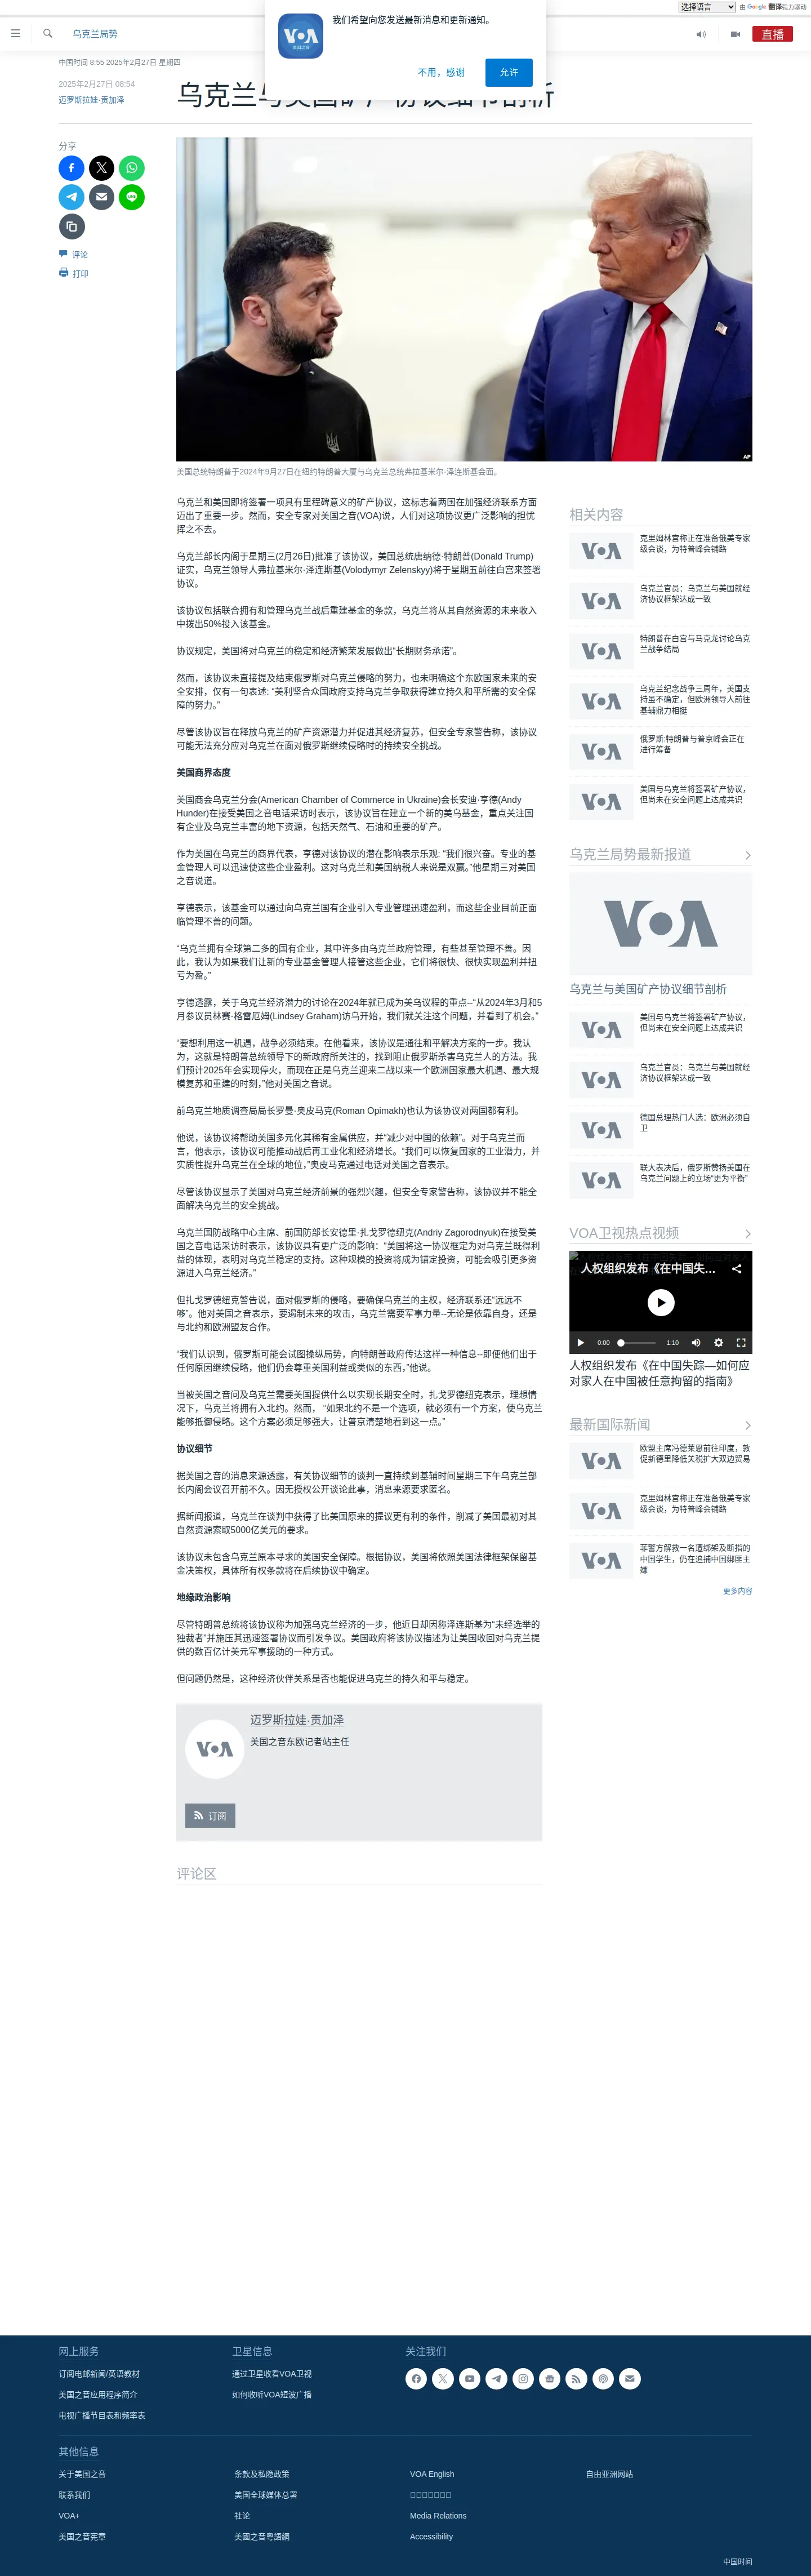 选择语言 由 Google 翻译强力驱动
乌克兰局势
直播
VOA
美国之音
我们希望向您发送最新消息和更新通知。
不用，感谢
允许
中国时间 8:55 2025年2月27日 星期四
2025年2月27日 08:54
迈罗斯拉娃·贡加泽
乌克兰与美国矿产协议细节剖析
分享
评论
打印
AP
美国总统特朗普于2024年9月27日在纽约特朗普大厦与乌克兰总统弗拉基米尔·泽连斯基会面。
乌克兰和美国即将签署一项具有里程碑意义的矿产协议，这标志着两国在加强经济联系方面
迈出了重要一步。然而，安全专家对美国之音(VOA)说，人们对这项协议更广泛影响的担忧
挥之不去。
乌克兰部长内阁于星期三(2月26日)批准了该协议，美国总统唐纳德·特朗普(Donald Trump)
证实，乌克兰领导人弗拉基米尔·泽连斯基(Volodymyr Zelenskyy)将于星期五前往白宫来签署
协议。
该协议包括联合拥有和管理乌克兰战后重建基金的条款，乌克兰将从其自然资源的未来收入
中拨出50%投入该基金。
协议规定，美国将对乌克兰的稳定和经济繁荣发展做出“长期财务承诺”。
然而，该协议未直接提及结束俄罗斯对乌克兰侵略的努力，也未明确这个东欧国家未来的安
全安排，仅有一句表述: “美利坚合众国政府支持乌克兰争取获得建立持久和平所需的安全保
障的努力。”
尽管该协议旨在释放乌克兰的矿产资源潜力并促进其经济复苏，但安全专家警告称，该协议
可能无法充分应对乌克兰在面对俄罗斯继续侵略时的持续安全挑战。
美国商界态度
美国商会乌克兰分会(American Chamber of Commerce in Ukraine)会长安迪·亨德(Andy
Hunder)在接受美国之音电话采访时表示，该协议旨在建立一个新的美乌基金，重点关注国
有企业及乌克兰丰富的地下资源，包括天然气、石油和重要的矿产。
作为美国在乌克兰的商界代表，亨德对该协议的潜在影响表示乐观: “我们很兴奋。专业的基
金管理人可以迅速使这些企业盈利。这对乌克兰和美国纳税人来说是双赢。”他星期三对美国
之音说道。
亨德表示，该基金可以通过向乌克兰国有企业引入专业管理迅速盈利，而这些企业目前正面
临管理不善的问题。
“乌克兰拥有全球第二多的国有企业，其中许多由乌克兰政府管理，有些甚至管理不善。因
此，我认为如果我们让新的专业基金管理人接管这些企业，它们将很快、很快实现盈利并扭
亏为盈。”
亨德透露，关于乌克兰经济潜力的讨论在2024年就已成为美乌议程的重点--“从2024年3月和5
月参议员林赛·格雷厄姆(Lindsey Graham)访乌开始，我们就关注这个问题，并看到了机会。”
“要想利用这一机遇，战争必须结束。在他看来，该协议是通往和平解决方案的一步。我认
为，这就是特朗普总统领导下的新政府所关注的，找到阻止俄罗斯杀害乌克兰人的方法。我
们预计2025年会实现停火，而现在正是乌克兰迎来二战以来一个欧洲国家最大机遇、最大规
模复苏和重建的时刻，”他对美国之音说。
前乌克兰地质调查局局长罗曼·奥皮马克(Roman Opimakh)也认为该协议对两国都有利。
他说，该协议将帮助美国多元化其稀有金属供应，并“减少对中国的依赖”。对于乌克兰而
言，他表示，该协议可能推动战后再工业化和经济增长。“我们可以恢复国家的工业潜力，并
实质性提升乌克兰在全球的地位，”奥皮马克通过电话对美国之音表示。
尽管该协议显示了美国对乌克兰经济前景的强烈兴趣，但安全专家警告称，该协议并不能全
面解决乌克兰的安全挑战。
乌克兰国防战略中心主席、前国防部长安德里·扎戈罗德纽克(Andriy Zagorodnyuk)在接受美
国之音电话采访时表示，该协议具有更广泛的影响：“美国将这一协议框定为对乌克兰既得利
益的体现，表明对乌克兰稳定的支持。这种规模的投资将成为锚定投资，可能会吸引更多资
源进入乌克兰经济。”
但扎戈罗德纽克警告说，面对俄罗斯的侵略，要确保乌克兰的主权，经济联系还“远远不
够”。他对美国之音表示，要遏制未来的攻击，乌克兰需要军事力量--无论是依靠自身，还是
与北约和欧洲盟友合作。
“我们认识到，俄罗斯可能会试图操纵局势，向特朗普政府传达这样一种信息--即便他们出于
任何原因继续侵略，他们仍会尊重美国利益或类似的东西，”他说。
当被美国之音问及乌克兰需要美国提供什么以实现长期安全时，扎戈罗德纽克表示，理想情
况下，乌克兰将拥有入北约。然而， “如果北约不是一个选项，就必须有一个方案，使乌克兰
能够抵御侵略。这个方案必须足够强大，让普京清楚地看到这一点。”
协议细节
据美国之音的消息来源透露，有关协议细节的谈判一直持续到基辅时间星期三下午乌克兰部
长内阁会议召开前不久。因无授权公开谈论此事，消息来源要求匿名。
据新闻报道，乌克兰在谈判中获得了比美国原来的提议更有利的条件，削减了美国最初对其
自然资源索取5000亿美元的要求。
该协议未包含乌克兰原本寻求的美国安全保障。根据协议，美国将依照美国法律框架保留基
金决策权，具体所有权条款将在后续协议中确定。
地缘政治影响
尽管特朗普总统将该协议称为加强乌克兰经济的一步，他近日却因称泽连斯基为“未经选举的
独裁者”并施压其迅速签署协议而引发争议。美国政府将该协议描述为让美国收回对乌克兰提
供的数百亿计美元军事援助的一种方式。
但问题仍然是，这种经济伙伴关系是否也能促进乌克兰的持久和平与稳定。
VOA
迈罗斯拉娃·贡加泽
美国之音东欧记者站主任
订阅
评论区
相关内容
VOA
克里姆林宫称正在准备俄美专家
级会谈，为特普峰会铺路
VOA
乌克兰官员：乌克兰与美国就经
济协议框架达成一致
VOA
特朗普在白宫与马克龙讨论乌克
兰战争结局
VOA
乌克兰纪念战争三周年，美国支
持虽不确定，但欧洲领导人前往
基辅鼎力相挺
VOA
俄罗斯:特朗普与普京峰会正在
进行筹备
VOA
美国与乌克兰将签署矿产协议，
但尚未在安全问题上达成共识
乌克兰局势最新报道
VOA
乌克兰与美国矿产协议细节剖析
VOA
美国与乌克兰将签署矿产协议，
但尚未在安全问题上达成共识
VOA
乌克兰官员：乌克兰与美国就经
济协议框架达成一致
VOA
德国总理热门人选：欧洲必须自
卫
VOA
联大表决后，俄罗斯赞扬美国在
乌克兰问题上的立场“更为平衡”
VOA卫视热点视频
人权组织发布《在中国失…
0:00 1:10
人权组织发布《在中国失踪—如何应
对家人在中国被任意拘留的指南》
最新国际新闻
VOA
欧盟主席冯德莱恩前往印度，敦
促新德里降低关税扩大双边贸易
VOA
克里姆林宫称正在准备俄美专家
级会谈，为特普峰会铺路
VOA
菲警方解救一名遭绑架及断指的
中国学生，仍在追捕中国绑匪主
嫌
更多内容
网上服务
订阅电邮新闻/英语教材
美国之音应用程序简介
电视广播节目表和频率表
卫星信息
通过卫星收看VOA卫视
如何收听VOA短波广播
关注我们
其他信息
关于美国之音 条款及私隐政策 VOA English 自由亚洲网站
联系我们 美国全球媒体总署
VOA+ 社论 Media Relations
美国之音宪章 美國之音粵語網 Accessibility
中国时间